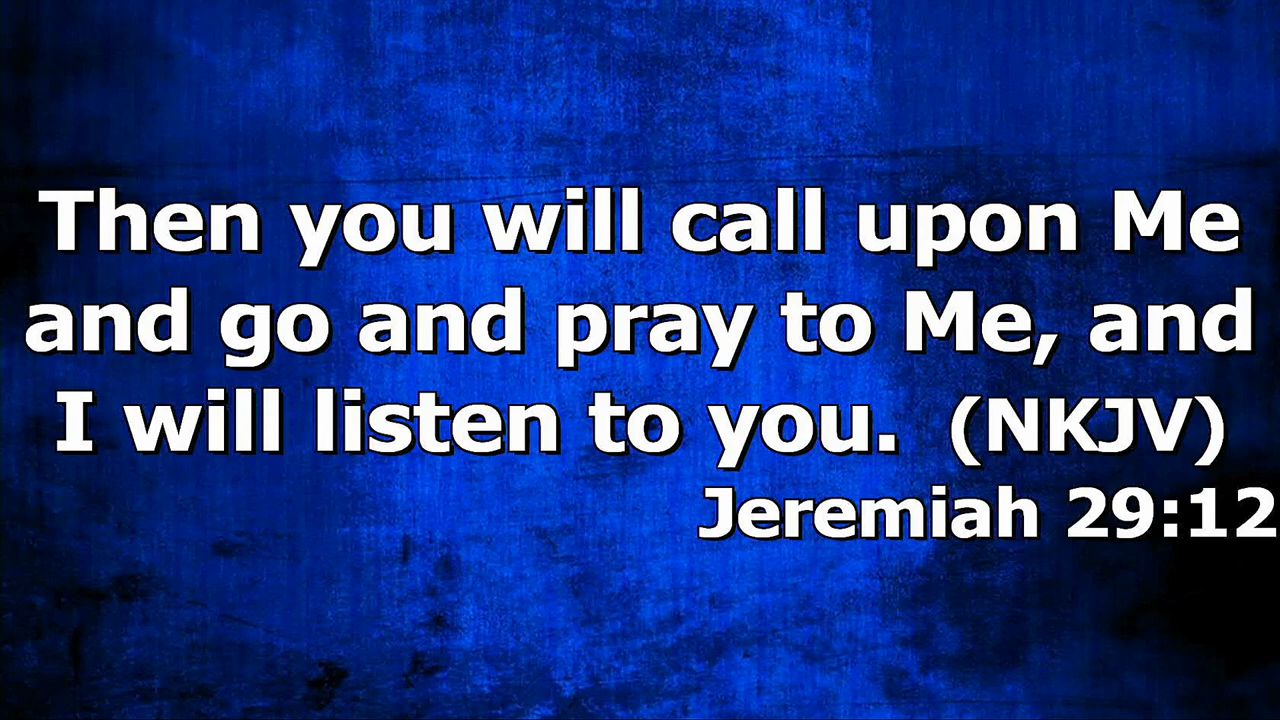 Then you will call upon Me
and go and pray to Me, and
I will listen to you.  (NKJV)
Jeremiah 29:12